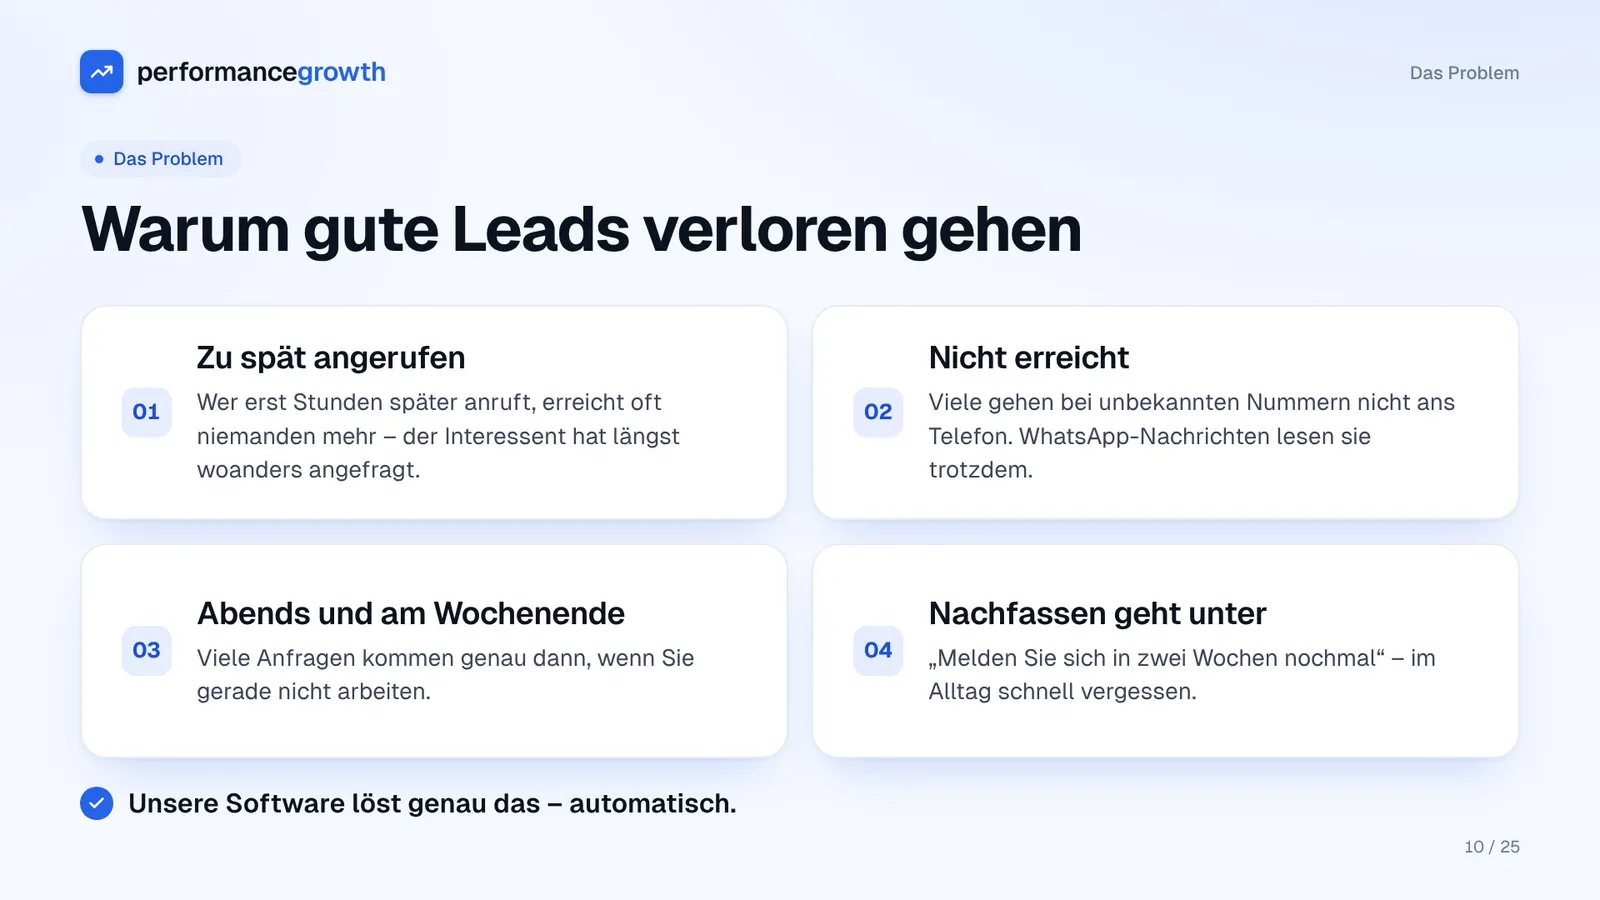 performancegrowth
Das Problem
Das Problem
Warum gute Leads verloren gehen
01
Zu spät angerufen
Wer erst Stunden später anruft, erreicht oft
niemanden mehr – der Interessent hat längst
woanders angefragt.
02
Nicht erreicht
Viele gehen bei unbekannten Nummern nicht ans
Telefon. WhatsApp-Nachrichten lesen sie
trotzdem.
03
Abends und am Wochenende
Viele Anfragen kommen genau dann, wenn Sie
gerade nicht arbeiten.
04
Nachfassen geht unter
„Melden Sie sich in zwei Wochen nochmal“ – im
Alltag schnell vergessen.
Unsere Software löst genau das – automatisch.
10 / 25